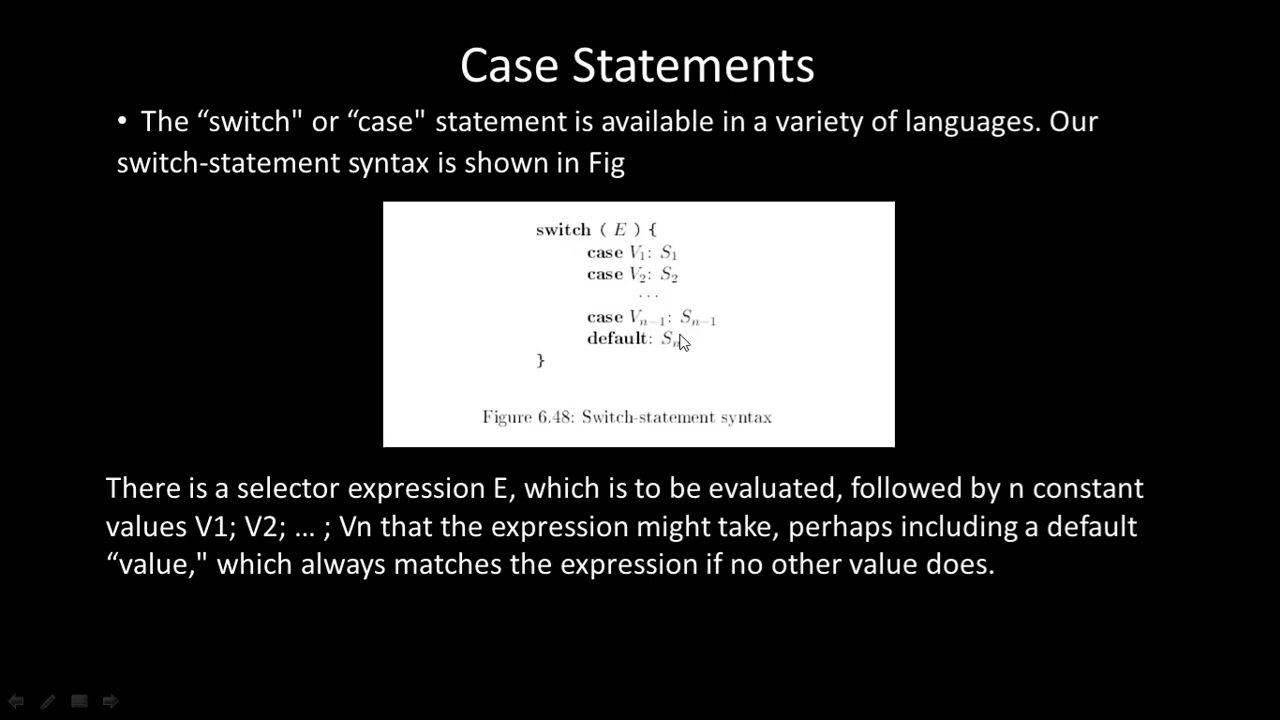 Case Statements
• The “switch" or “case" statement is available in a variety of languages. Our
switch-statement syntax is shown in Fig
switch ( E ) {
case V₁: S₁
case V₂: S₂
...
case Vₙ₋₁: Sₙ₋₁
default: Sₙ
}
Figure 6.48: Switch-statement syntax
There is a selector expression E, which is to be evaluated, followed by n constant
values V1; V2; ... ; Vn that the expression might take, perhaps including a default
“value," which always matches the expression if no other value does.